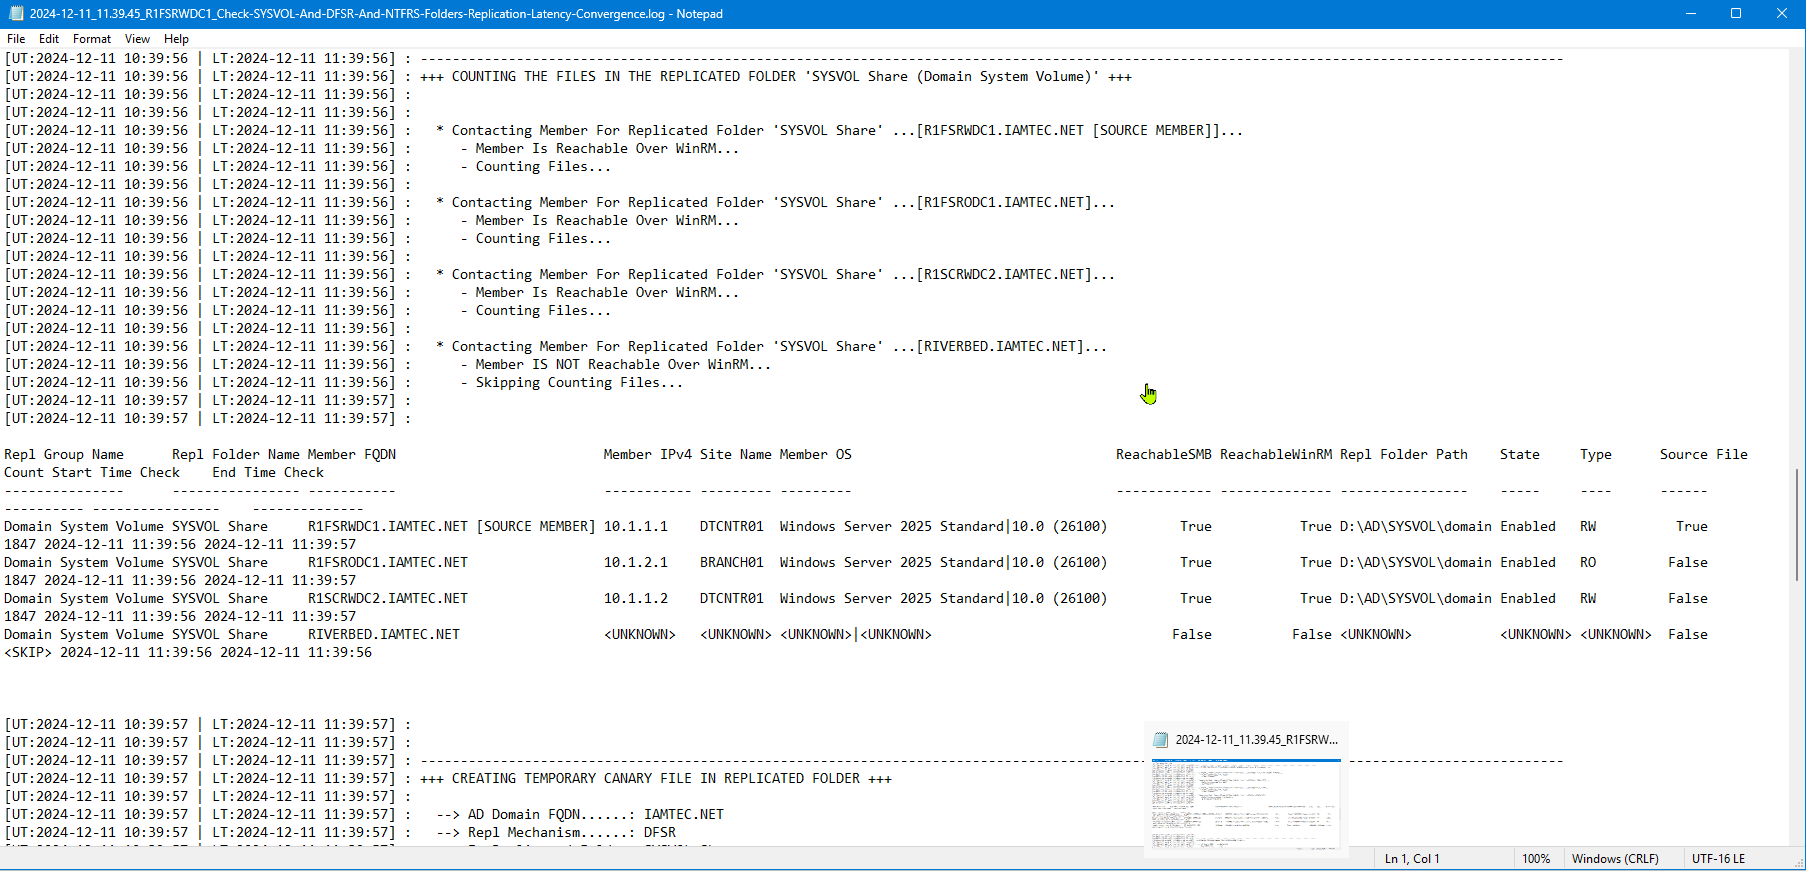 2024-12-11_11.39.45_R1FSRWDC1_Check-SYSVOL-And-DFSR-And-NTFRS-Folders-Replication-Latency-Convergence.log - Notepad
File Edit Format View Help
[UT:2024-12-11 10:39:56 | LT:2024-12-11 11:39:56] : ------------------------------------------------------------------------------------------------------------------------------------------------
[UT:2024-12-11 10:39:56 | LT:2024-12-11 11:39:56] : +++ COUNTING THE FILES IN THE REPLICATED FOLDER 'SYSVOL Share (Domain System Volume)' +++
[UT:2024-12-11 10:39:56 | LT:2024-12-11 11:39:56] :
[UT:2024-12-11 10:39:56 | LT:2024-12-11 11:39:56] :
[UT:2024-12-11 10:39:56 | LT:2024-12-11 11:39:56] :   * Contacting Member For Replicated Folder 'SYSVOL Share' ...[R1FSRWDC1.IAMTEC.NET [SOURCE MEMBER]]...
[UT:2024-12-11 10:39:56 | LT:2024-12-11 11:39:56] :      - Member Is Reachable Over WinRM...
[UT:2024-12-11 10:39:56 | LT:2024-12-11 11:39:56] :      - Counting Files...
[UT:2024-12-11 10:39:56 | LT:2024-12-11 11:39:56] :
[UT:2024-12-11 10:39:56 | LT:2024-12-11 11:39:56] :   * Contacting Member For Replicated Folder 'SYSVOL Share' ...[R1FSRODC1.IAMTEC.NET]...
[UT:2024-12-11 10:39:56 | LT:2024-12-11 11:39:56] :      - Member Is Reachable Over WinRM...
[UT:2024-12-11 10:39:56 | LT:2024-12-11 11:39:56] :      - Counting Files...
[UT:2024-12-11 10:39:56 | LT:2024-12-11 11:39:56] :
[UT:2024-12-11 10:39:56 | LT:2024-12-11 11:39:56] :   * Contacting Member For Replicated Folder 'SYSVOL Share' ...[R1SCRWDC2.IAMTEC.NET]...
[UT:2024-12-11 10:39:56 | LT:2024-12-11 11:39:56] :      - Member Is Reachable Over WinRM...
[UT:2024-12-11 10:39:56 | LT:2024-12-11 11:39:56] :      - Counting Files...
[UT:2024-12-11 10:39:56 | LT:2024-12-11 11:39:56] :
[UT:2024-12-11 10:39:56 | LT:2024-12-11 11:39:56] :   * Contacting Member For Replicated Folder 'SYSVOL Share' ...[RIVERBED.IAMTEC.NET]...
[UT:2024-12-11 10:39:56 | LT:2024-12-11 11:39:56] :      - Member IS NOT Reachable Over WinRM...
[UT:2024-12-11 10:39:56 | LT:2024-12-11 11:39:56] :      - Skipping Counting Files...
[UT:2024-12-11 10:39:57 | LT:2024-12-11 11:39:57] :
[UT:2024-12-11 10:39:57 | LT:2024-12-11 11:39:57] :
Repl Group Name      Repl Folder Name Member FQDN                          Member IPv4 Site Name Member OS                                 ReachableSMB ReachableWinRM Repl Folder Path    State    Type      Source File
Count Start Time Check    End Time Check
---------------      ---------------- -----------                          ----------- --------- ---------                                 ------------ -------------- ----------------    -----    ----      ------
---------- ----------------    --------------
Domain System Volume SYSVOL Share     R1FSRWDC1.IAMTEC.NET [SOURCE MEMBER] 10.1.1.1    DTCNTR01  Windows Server 2025 Standard|10.0 (26100)         True           True D:\AD\SYSVOL\domain Enabled   RW          True
1847 2024-12-11 11:39:56 2024-12-11 11:39:57
Domain System Volume SYSVOL Share     R1FSRODC1.IAMTEC.NET                 10.1.2.1    BRANCH01  Windows Server 2025 Standard|10.0 (26100)         True           True D:\AD\SYSVOL\domain Enabled   RO         False
1847 2024-12-11 11:39:56 2024-12-11 11:39:57
Domain System Volume SYSVOL Share     R1SCRWDC2.IAMTEC.NET                 10.1.1.2    DTCNTR01  Windows Server 2025 Standard|10.0 (26100)         True           True D:\AD\SYSVOL\domain Enabled   RW         False
1847 2024-12-11 11:39:56 2024-12-11 11:39:57
Domain System Volume SYSVOL Share     RIVERBED.IAMTEC.NET                  <UNKNOWN>   <UNKNOWN> <UNKNOWN>|<UNKNOWN>                              False          False <UNKNOWN>           <UNKNOWN> <UNKNOWN>  False
<SKIP> 2024-12-11 11:39:56 2024-12-11 11:39:56
[UT:2024-12-11 10:39:57 | LT:2024-12-11 11:39:57] :
[UT:2024-12-11 10:39:57 | LT:2024-12-11 11:39:57] :
[UT:2024-12-11 10:39:57 | LT:2024-12-11 11:39:57] : ------------------------------------------------------------------------------------------------------------------------------------------------
[UT:2024-12-11 10:39:57 | LT:2024-12-11 11:39:57] : +++ CREATING TEMPORARY CANARY FILE IN REPLICATED FOLDER +++
[UT:2024-12-11 10:39:57 | LT:2024-12-11 11:39:57] :
[UT:2024-12-11 10:39:57 | LT:2024-12-11 11:39:57] :   --> AD Domain FQDN......: IAMTEC.NET
[UT:2024-12-11 10:39:57 | LT:2024-12-11 11:39:57] :   --> Repl Mechanism......: DFSR
2024-12-11_11.39.45_R1FSRW...
Ln 1, Col 1 100% Windows (CRLF) UTF-16 LE